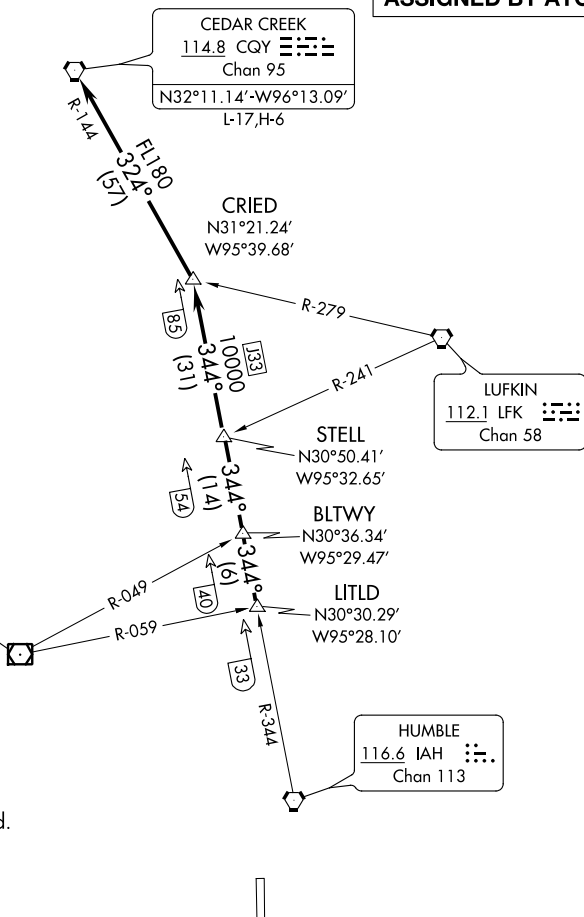 ASSIGNED BY
CEDAR CREEK
114.8 CQY
Chan 95
N32°11.14'-W96°13.09'
L-17,H-6
R-144
FL180
324°
(57)
CRIED
N31°21.24'
W95°39.68'
85
R-279
J33
10000
344°
(31)
R-241
LUFKIN
112.1 LFK
Chan 58
STELL
N30°50.41'
W95°32.65'
54
344°
(14)
BLTWY
N30°36.34'
W95°29.47'
R-049
40
344°
(6)
R-059
LITLD
N30°30.29'
W95°28.10'
33
R-344
HUMBLE
116.6 IAH
Chan 113
d.